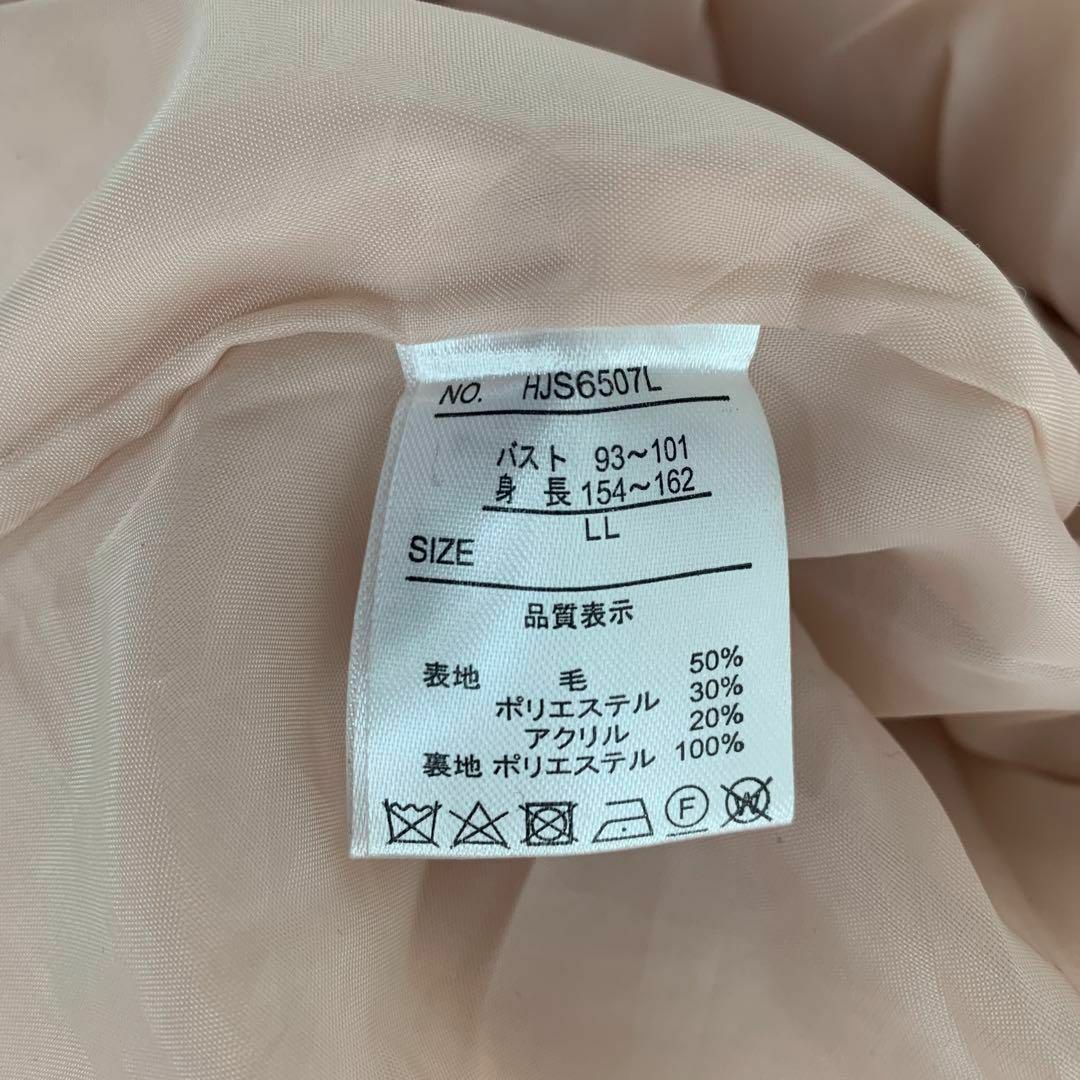 NO. HJS6507L
バスト 93～101
身 長 154～162
LL
SIZE
品質表示
表地 毛 50%
ポリエステル 30%
アクリル 20%
裏地 ポリエステル 100%
F W